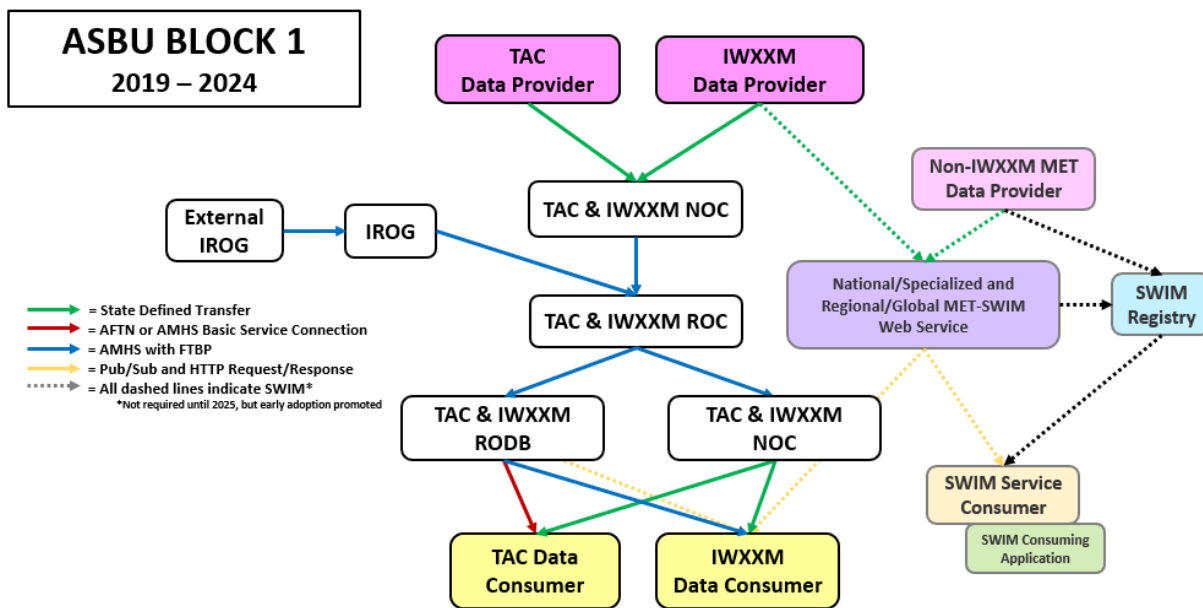 ASBU BLOCK 1
2019 – 2024
TAC
Data Provider
IWXXM
Data Provider
Non-IWXXM MET
Data Provider
TAC & IWXXM NOC
External
IROG
IROG
National/Specialized and
Regional/Global MET-SWIM
Web Service
SWIM
Registry
TAC & IWXXM ROC
= State Defined Transfer
= AFTN or AMHS Basic Service Connection
= AMHS with FTBP
= Pub/Sub and HTTP Request/Response
= All dashed lines indicate SWIM*
*Not required until 2025, but early adoption promoted
TAC & IWXXM
RODB
TAC & IWXXM
NOC
SWIM Service
Consumer
SWIM Consuming
Application
TAC Data
Consumer
IWXXM
Data Consumer